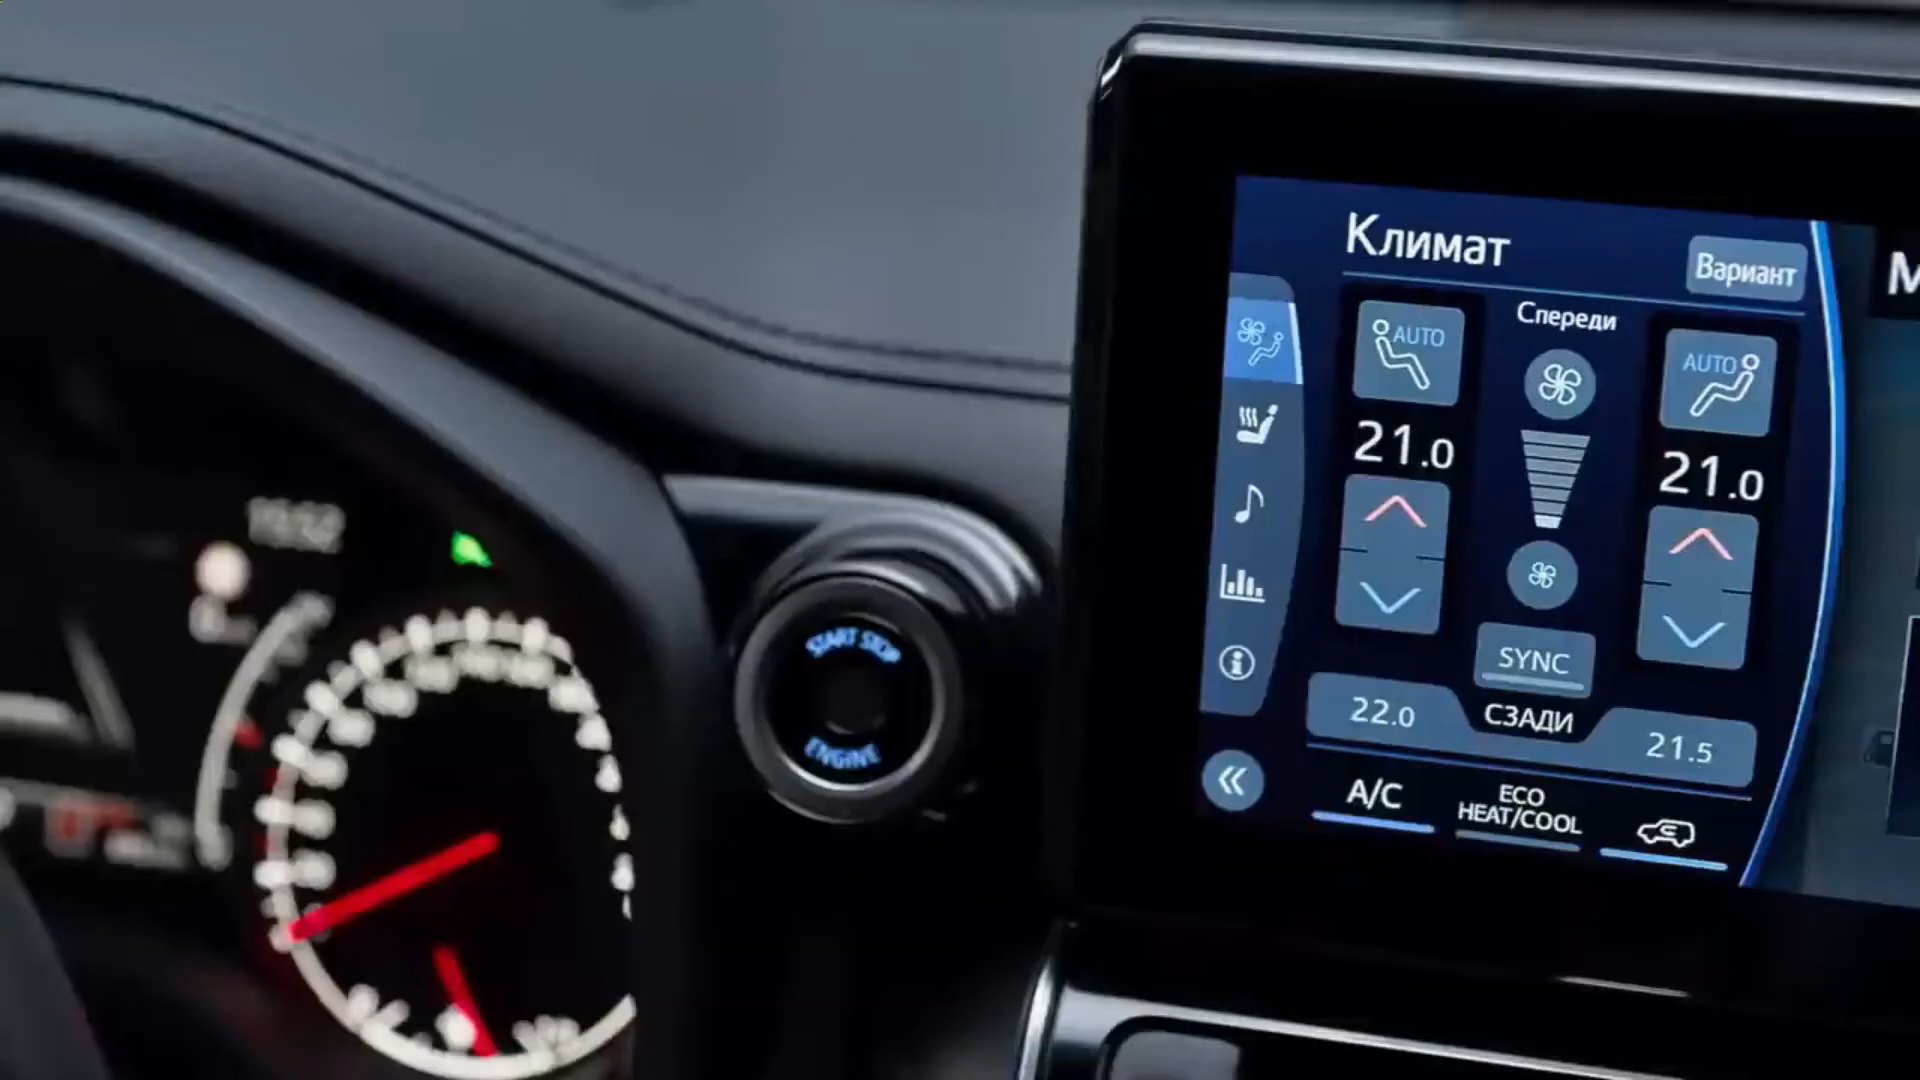 START STOP
ENGINE
Климат
Вариант
Спереди
AUTO
AUTO
21.0
21.0
SYNC
22.0
СЗАДИ
21.5
A/C
ECO
HEAT/COOL